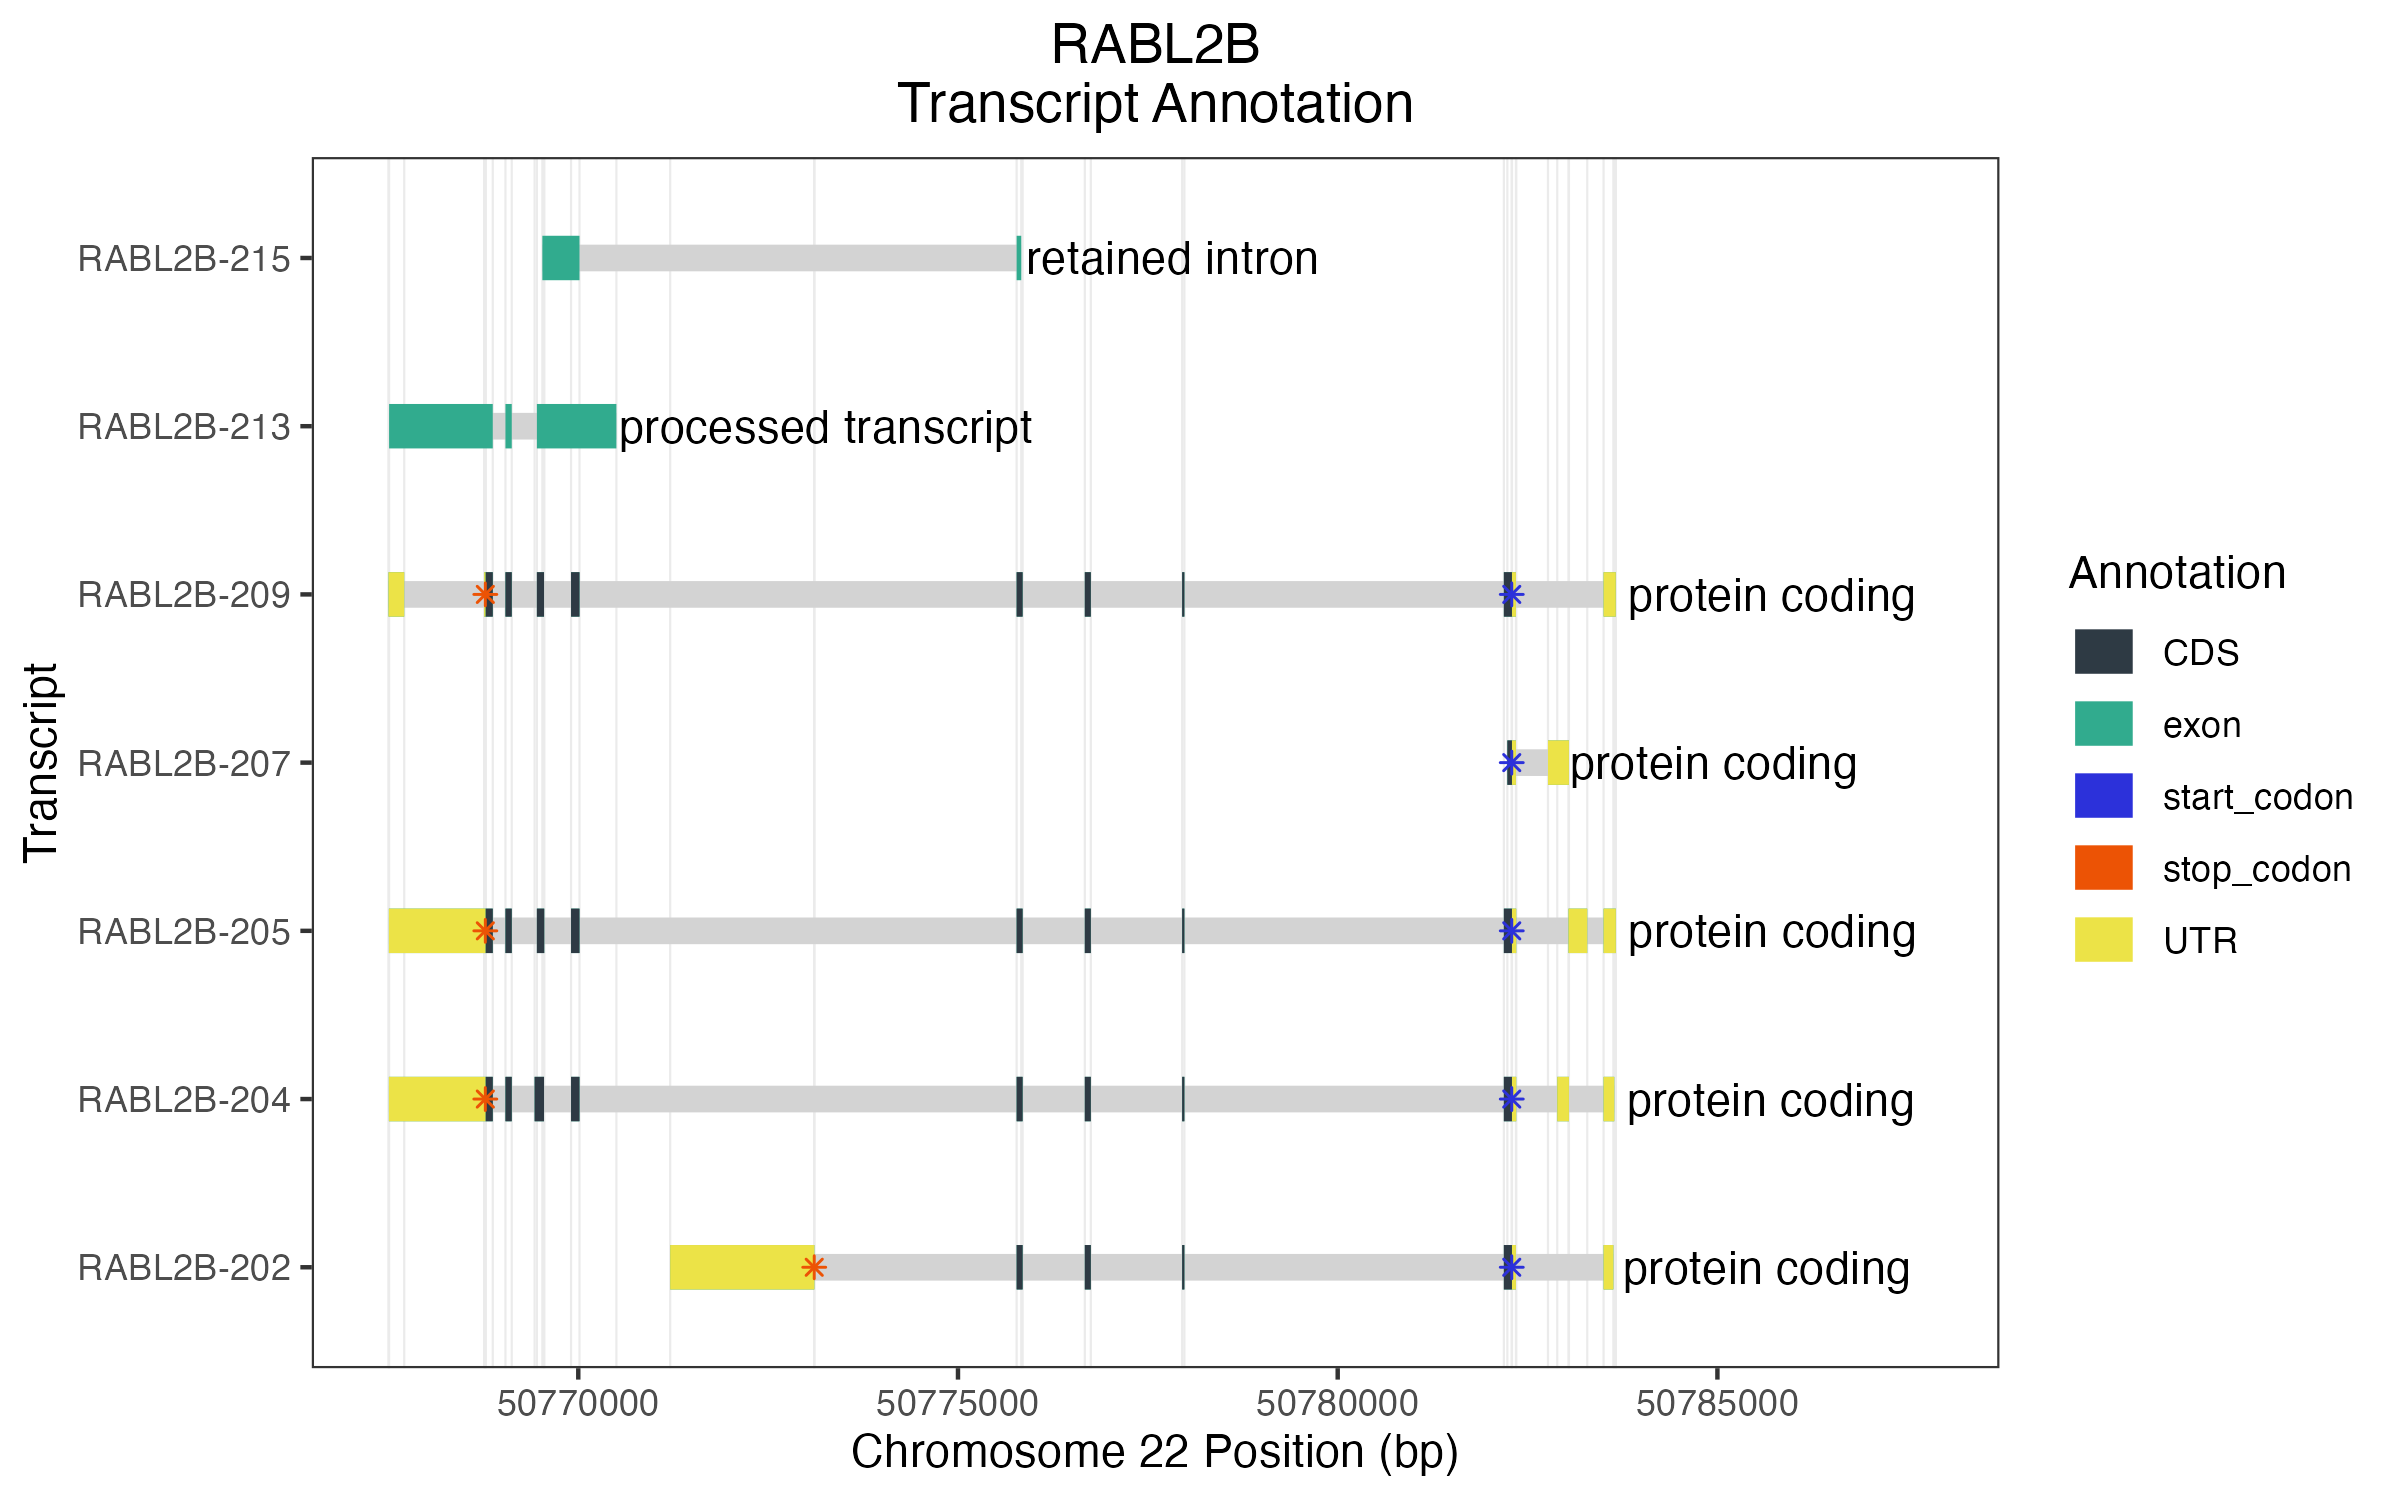 RABL2B
Transcript Annotation
RABL2B-215
retained intron
RABL2B-213
processed transcript
RABL2B-209
protein coding
RABL2B-207
protein coding
RABL2B-205
protein coding
RABL2B-204
protein coding
RABL2B-202
protein coding
Transcript
50770000
50775000
50780000
50785000
Chromosome 22 Position (bp)
Annotation
CDS
exon
start_codon
stop_codon
UTR